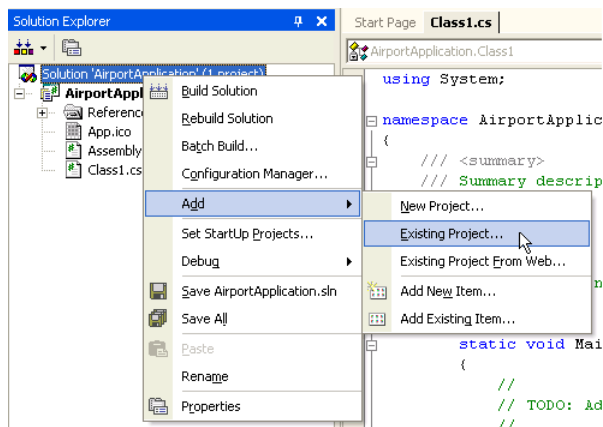 Solution Explorer
Start Page Class1.cs
AirportApplication.Class1
Solution 'AirportApplication' (1 project)
AirportAppl
Referenc
App.ico
Assembly
Class1.cs
Build Solution
Rebuild Solution
Batch Build...
Configuration Manager...
Add
Set StartUp Projects...
Debug
Save AirportApplication.sln
Save All
Paste
Rename
Properties
New Project...
Existing Project...
Existing Project From Web...
Add New Item...
Add Existing Item...
using System;
namespace AirportApplic
{
/// <summary>
/// Summary descrip
n
static void Mai
{
//
// TODO: Ad
//